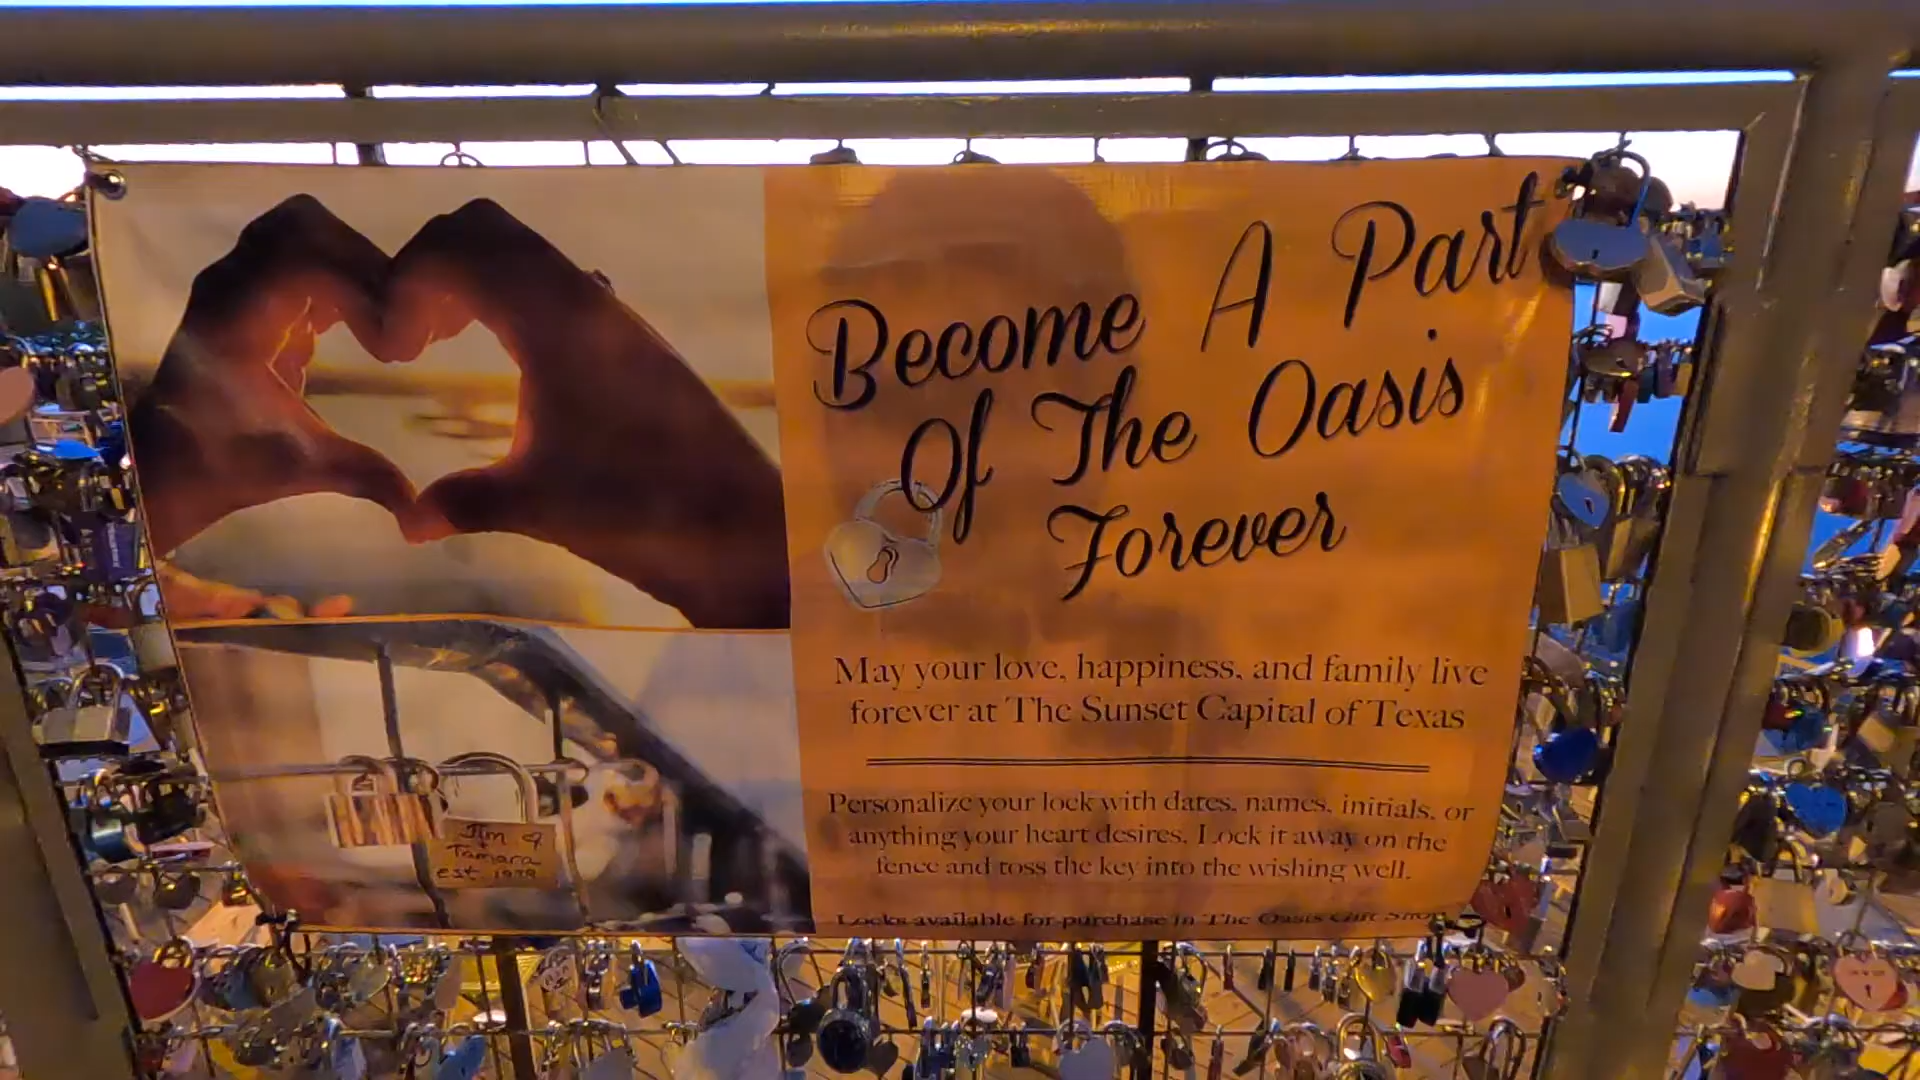 Become A Part
Of The Oasis
Forever
May your love, happiness, and family live
forever at The Sunset Capital of Texas
Personalize your lock with dates, names, initials, or
anything your heart desires. Lock it away on the
fence and toss the key into the wishing well.
Locks available for purchase in The Oasis Gift Shop
Jim
+
Tamara
est.